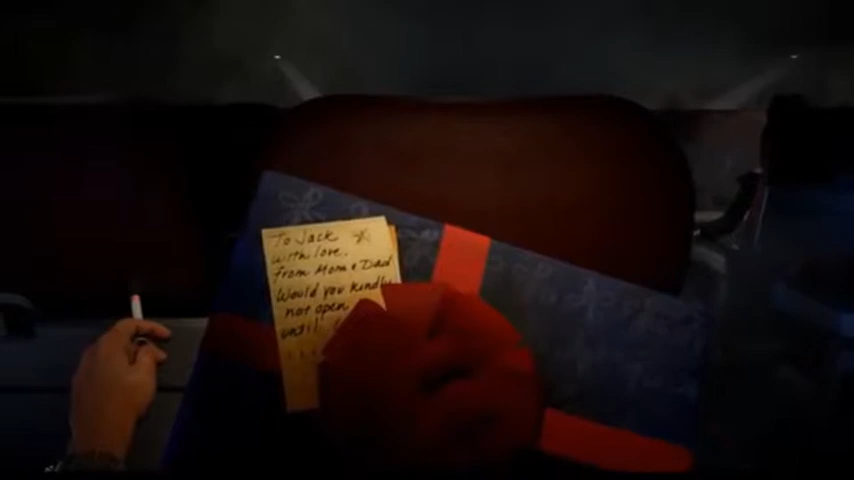 To Jack
with love,
from Mom & Dad
Would you kindly
not open
until